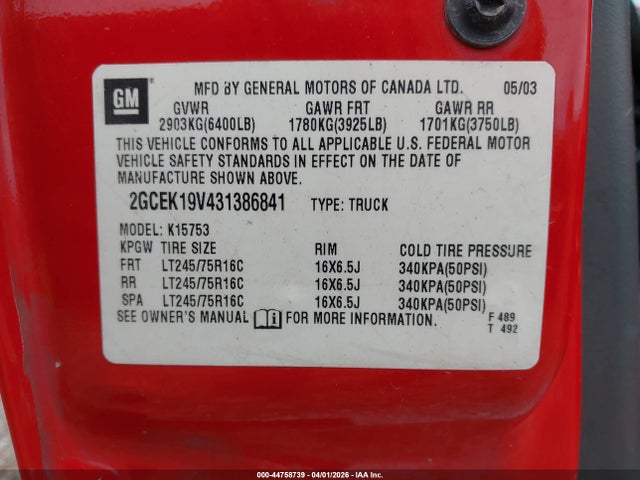 GM
MFD BY GENERAL MOTORS OF CANADA LTD. 05/03
GVWR GAWR FRT GAWR RR
2903KG(6400LB) 1780KG(3925LB) 1701KG(3750LB)
THIS VEHICLE CONFORMS TO ALL APPLICABLE U.S. FEDERAL MOTOR
VEHICLE SAFETY STANDARDS IN EFFECT ON THE DATE OF
MANUFACTURE SHOWN ABOVE.
2GCEK19V431386841 TYPE: TRUCK
MODEL: K15753
KPGW TIRE SIZE RIM COLD TIRE PRESSURE
FRT LT245/75R16C 16X6.5J 340KPA(50PSI)
RR LT245/75R16C 16X6.5J 340KPA(50PSI)
SPA LT245/75R16C 16X6.5J 340KPA(50PSI)
SEE OWNER'S MANUAL i FOR MORE INFORMATION.
F 489
T 492
000-44758739 - 04/01/2026 - IAA Inc.